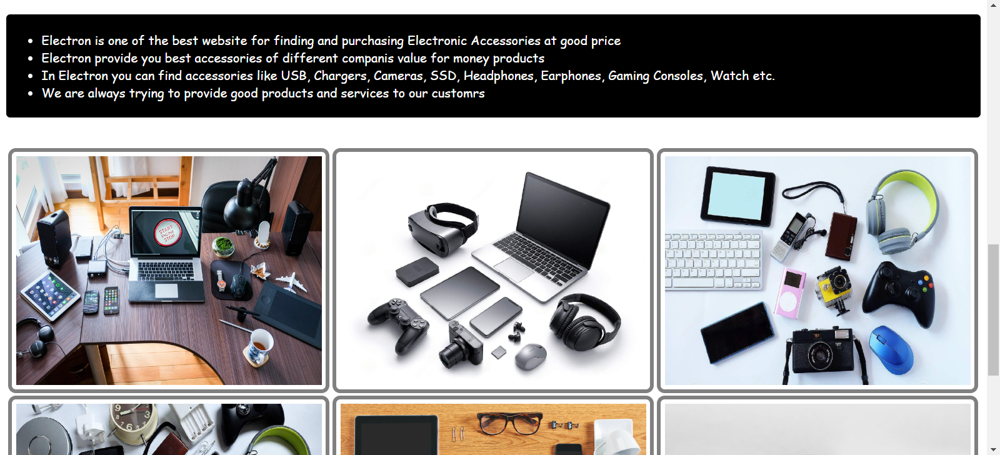 Electron is one of the best website for finding and purchasing Electronic Accessories at good price
Electron provide you best accessories of different companis value for money products
In Electron you can find accessories like USB, Chargers, Cameras, SSD, Headphones, Earphones, Gaming Consoles, Watch etc.
We are always trying to provide good products and services to our customrs
START
ENGINE
STOP